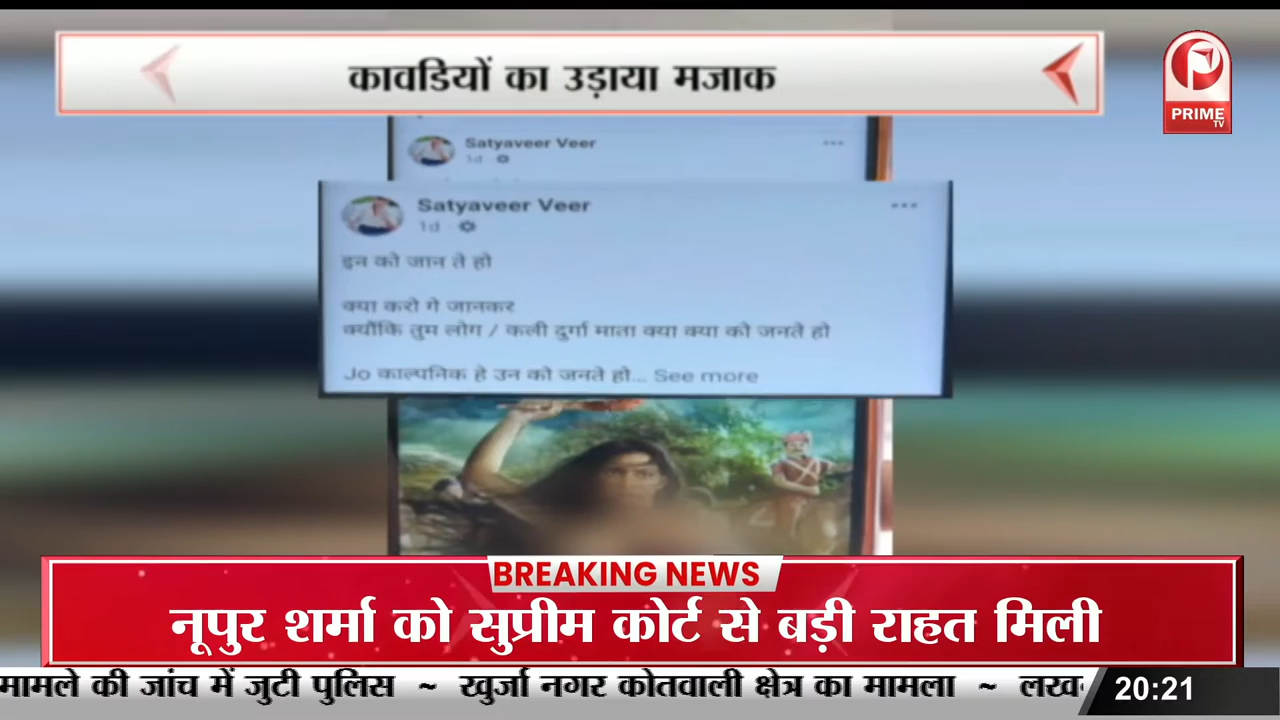 कावडियों का उड़ाया मजाक
PRIME
TV
Satyaveer Veer
1d
Satyaveer Veer
1d
इन को जान ते हो
क्या करो गे जानकर
क्योंकि तुम लोग / कली दुर्गा माता क्या क्या को जनते हो
Jo काल्पनिक हे उन को जनते हो... See more
BREAKING NEWS
नूपुर शर्मा को सुप्रीम कोर्ट से बड़ी राहत मिली
मामले की जांच में जुटी पुलिस ~ खुर्जा नगर कोतवाली क्षेत्र का मामला ~
20:21